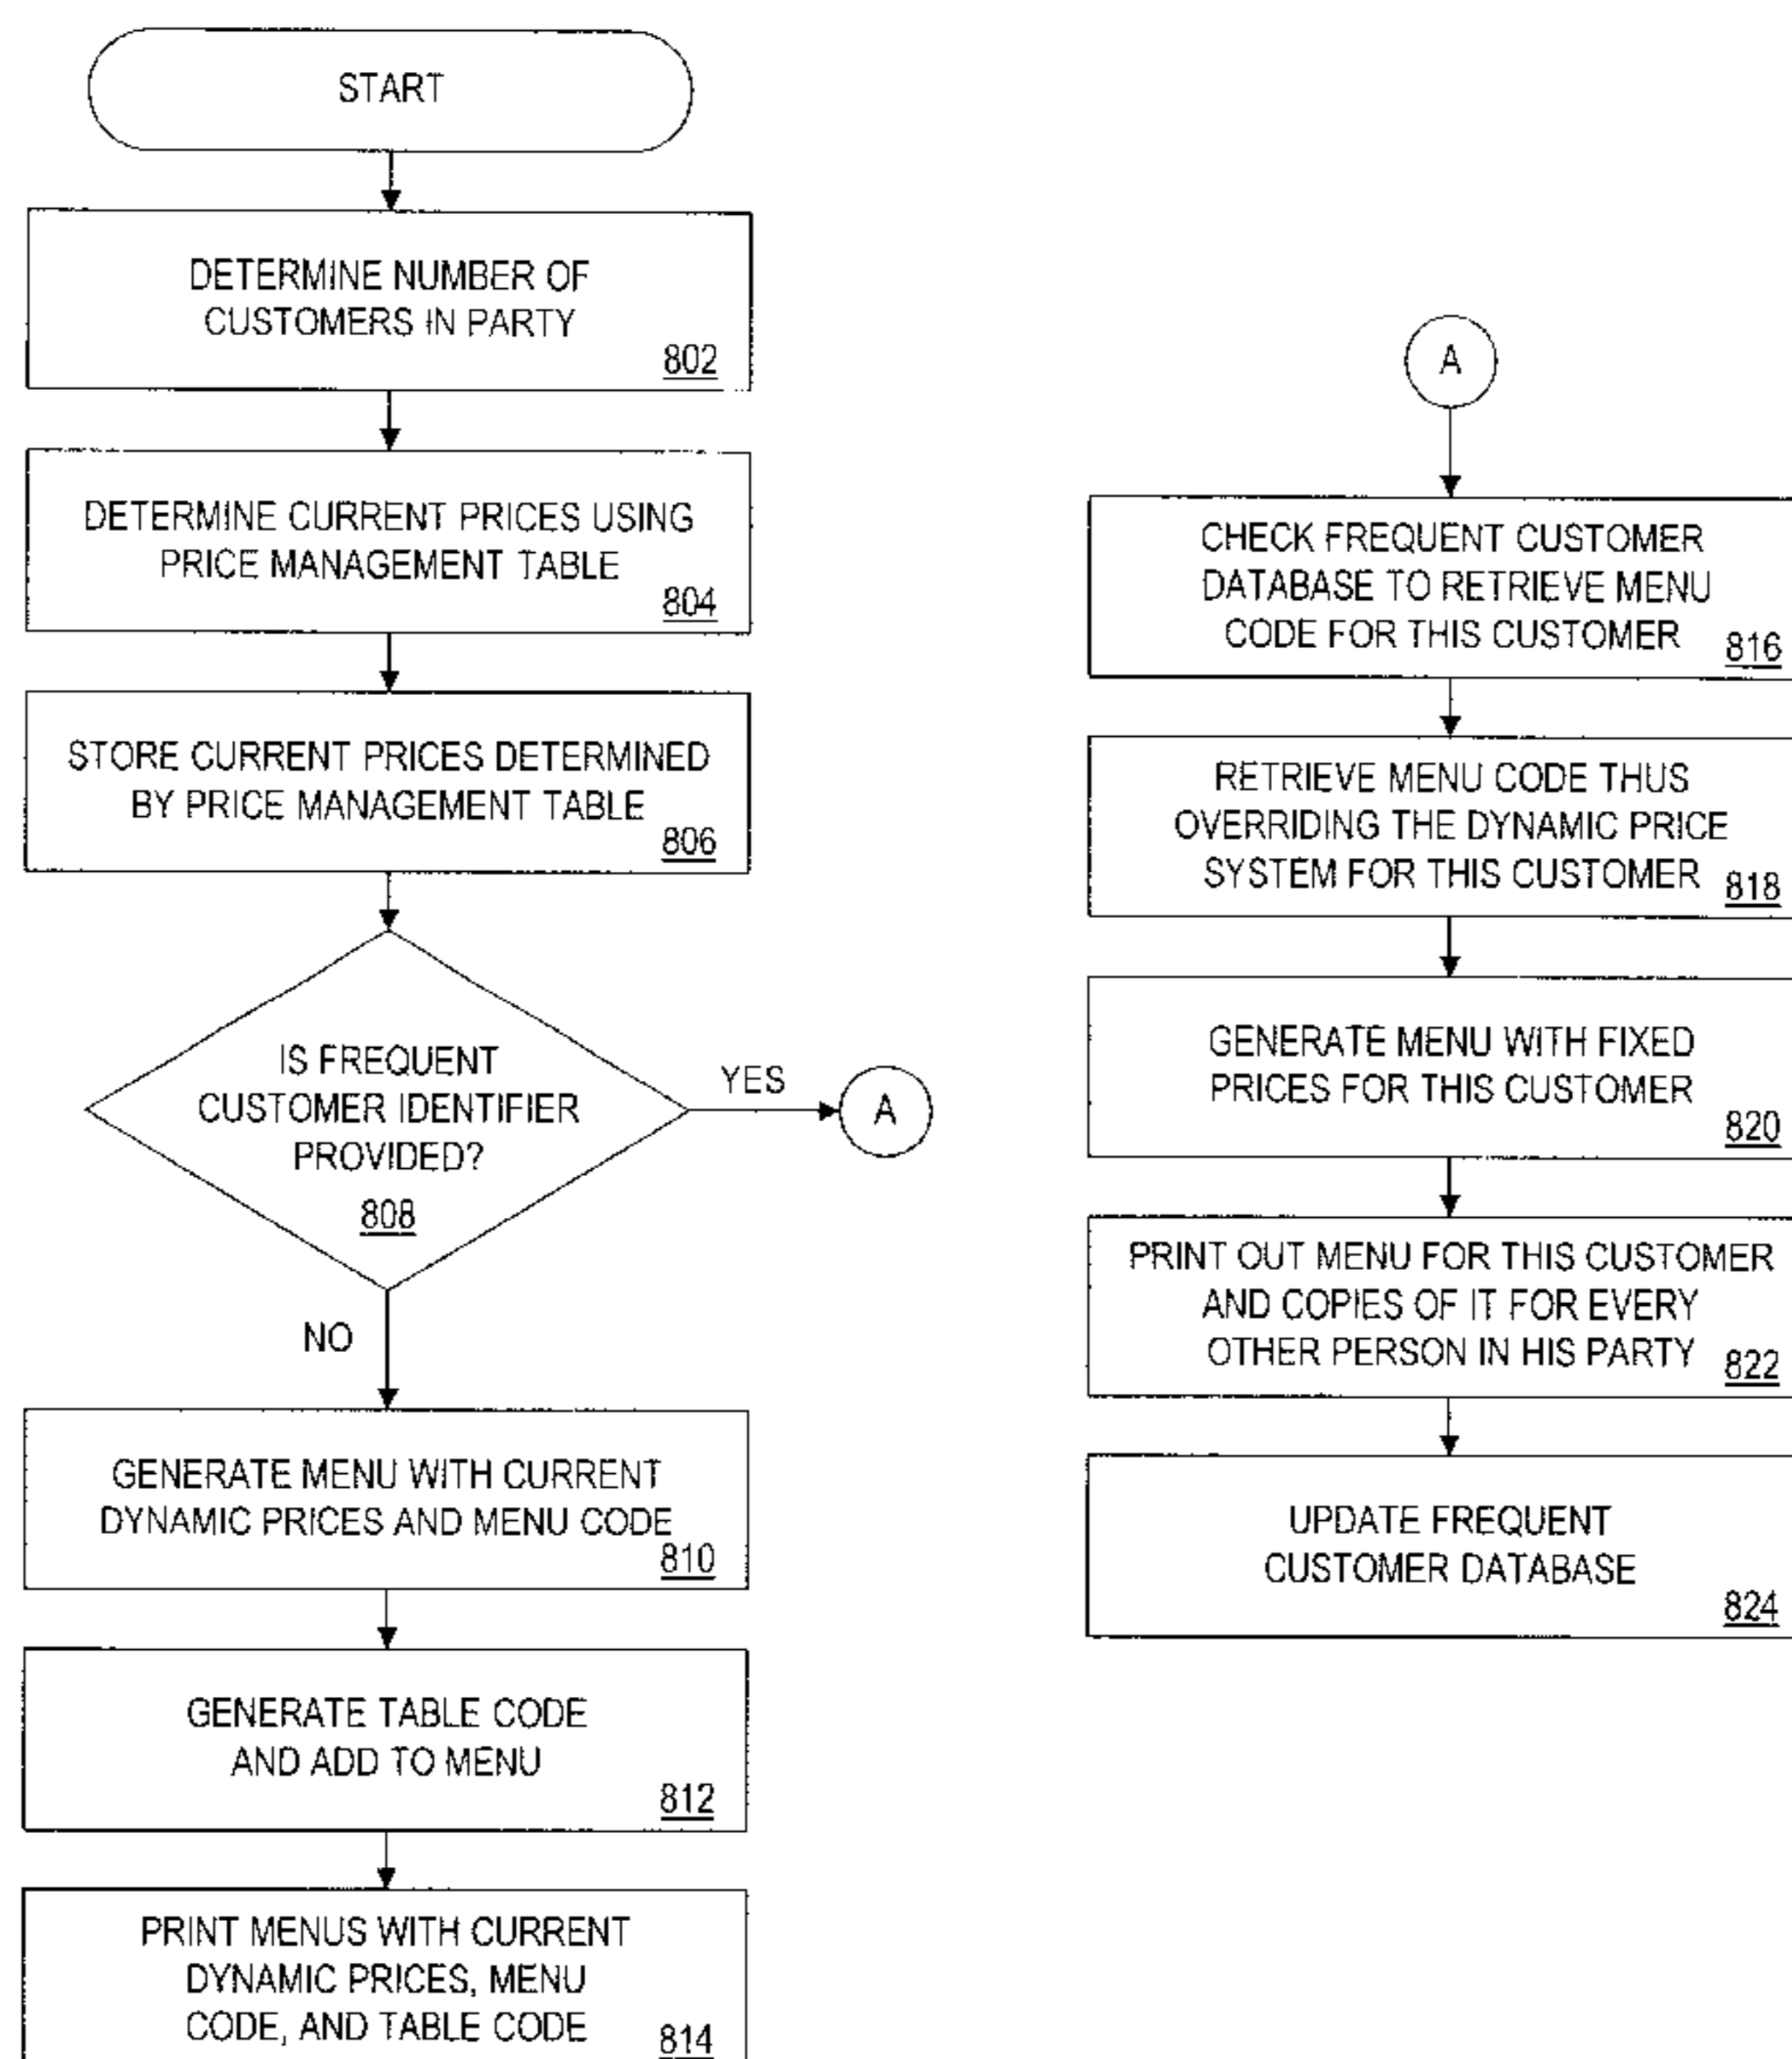 START
DETERMINE NUMBER OF
CUSTOMERS IN PARTY
802
DETERMINE CURRENT PRICES USING
PRICE MANAGEMENT TABLE
804
STORE CURRENT PRICES DETERMINED
BY PRICE MANAGEMENT TABLE
806
IS FREQUENT
CUSTOMER IDENTIFIER
PROVIDED?
808
YES
A
NO
GENERATE MENU WITH CURRENT
DYNAMIC PRICES AND MENU CODE
810
GENERATE TABLE CODE
AND ADD TO MENU
812
PRINT MENUS WITH CURRENT
DYNAMIC PRICES, MENU
CODE, AND TABLE CODE
814
A
CHECK FREQUENT CUSTOMER
DATABASE TO RETRIEVE MENU
CODE FOR THIS CUSTOMER
816
RETRIEVE MENU CODE THUS
OVERRIDING THE DYNAMIC PRICE
SYSTEM FOR THIS CUSTOMER
818
GENERATE MENU WITH FIXED
PRICES FOR THIS CUSTOMER
820
PRINT OUT MENU FOR THIS CUSTOMER
AND COPIES OF IT FOR EVERY
OTHER PERSON IN HIS PARTY
822
UPDATE FREQUENT
CUSTOMER DATABASE
824